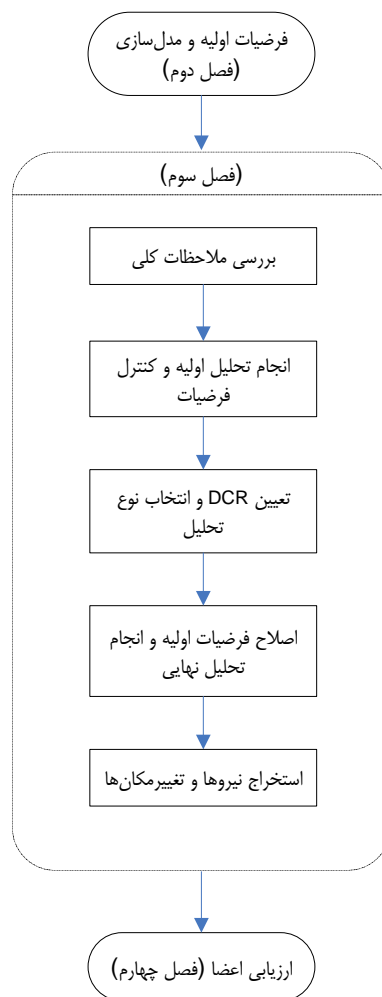 فرضیات اولیه و مدل‌سازی
(فصل دوم)
(فصل سوم)
بررسی ملاحظات کلی
انجام تحلیل اولیه و کنترل
فرضیات
تعیین DCR و انتخاب نوع
تحلیل
اصلاح فرضیات اولیه و انجام
تحلیل نهایی
استخراج نیروها و تغییرمکان‌ها
ارزیابی اعضا (فصل چهارم)